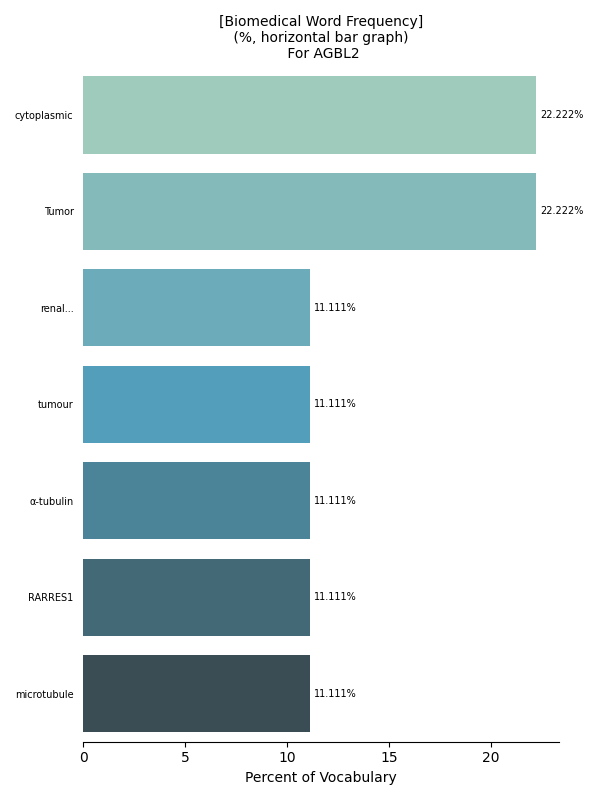 [Biomedical Word Frequency]
(%, horizontal bar graph)
For AGBL2
cytoplasmic 22.222%
Tumor 22.222%
renal... 11.111%
tumour 11.111%
α-tubulin 11.111%
RARRES1 11.111%
microtubule 11.111%
0 5 10 15 20
Percent of Vocabulary